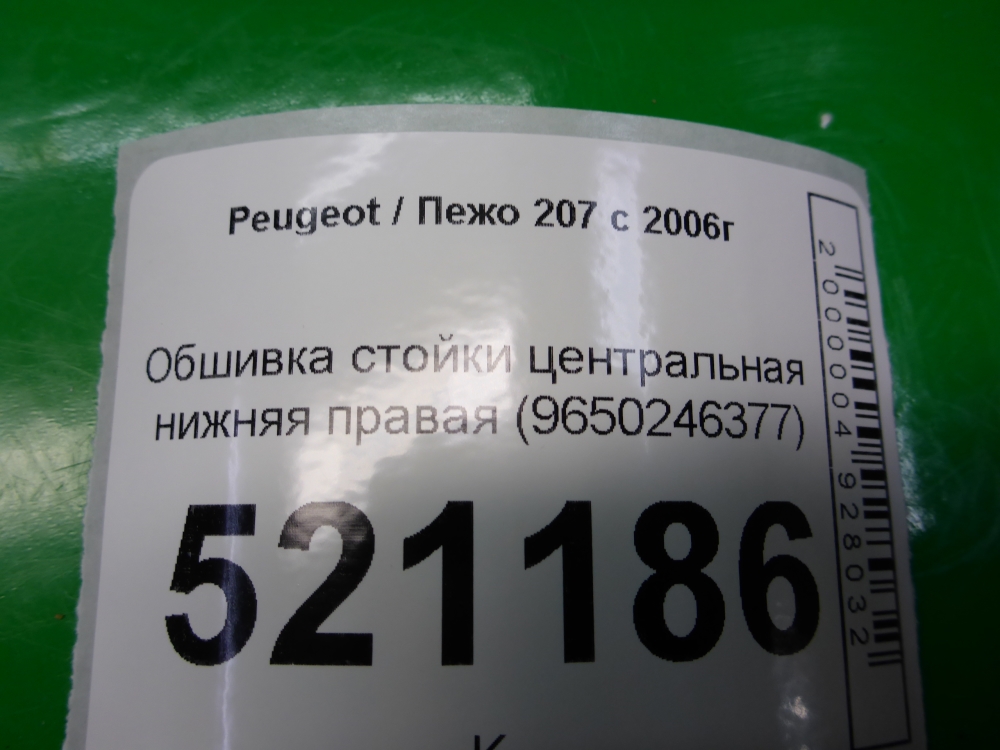 Peugeot / Пежо 207 с 2006г
Обшивка стойки центральная
нижняя правая (9650246377)
521186
К
2000004928032